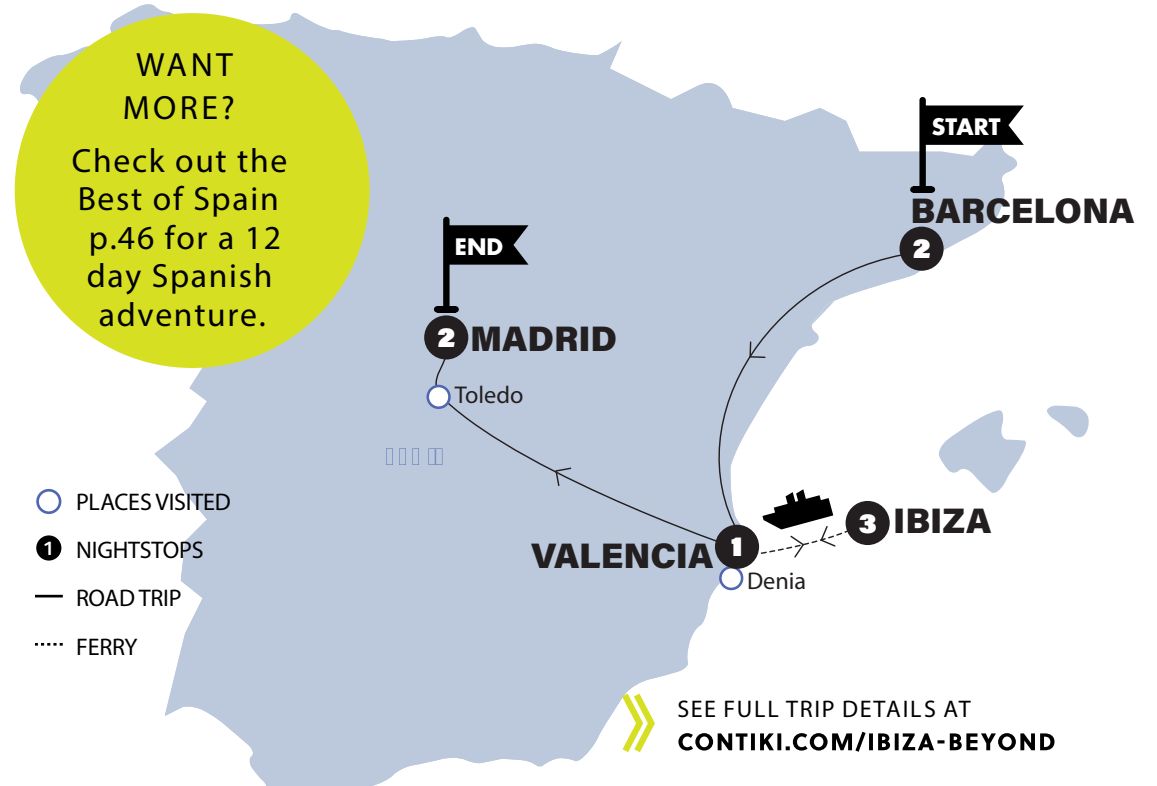 WANT
MORE?
Check out the
Best of Spain
p.46 for a 12
day Spanish
adventure.
START
BARCELONA
2
END
2 MADRID
Toledo
PLACES VISITED
1 NIGHTSTOPS
ROAD TRIP
FERRY
VALENCIA 1
3 IBIZA
Denia
SEE FULL TRIP DETAILS AT
CONTIKI.COM/IBIZA-BEYOND